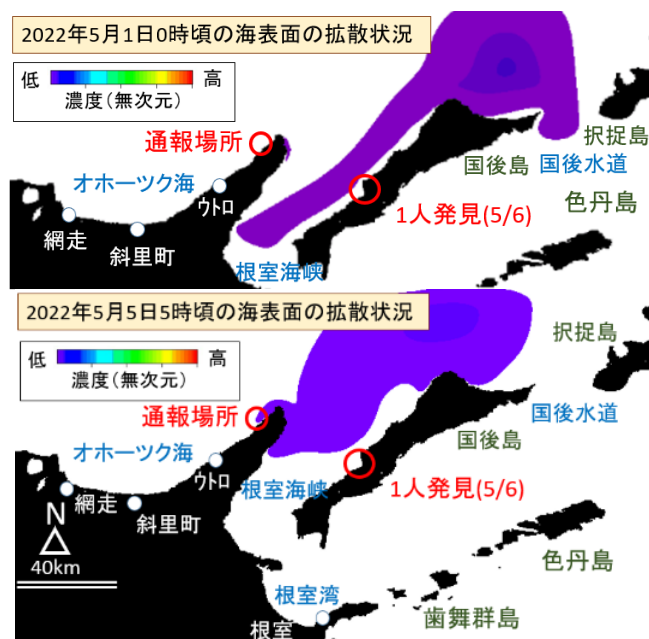 2022年5月1日0時頃の海表面の拡散状況
低 高
濃度(無次元)
通報場所
オホーツク海
ウトロ
網走
斜里町
根室海峡
1人発見(5/6)
国後島
国後水道
択捉島
色丹島
2022年5月5日5時頃の海表面の拡散状況
低 高
濃度(無次元)
通報場所
オホーツク海
ウトロ
網走
斜里町
根室海峡
1人発見(5/6)
国後島
国後水道
択捉島
色丹島
N
40km
根室湾
根室
歯舞群島